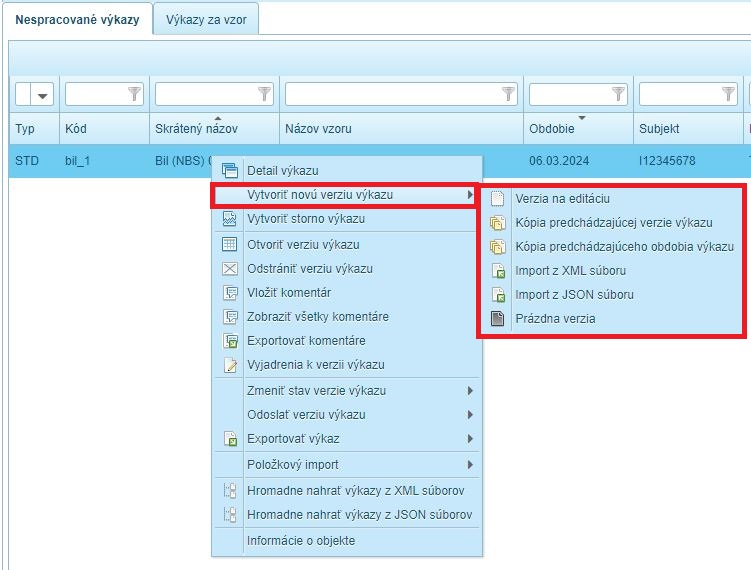 Nespracované výkazy
Výkazy za vzor
Typ
Kód
Skrátený názov
Názov vzoru
Obdobie
Subjekt
STD
bil_1
Bil (NBS)
06.03.2024
I12345678
Detail výkazu
Vytvoriť novú verziu výkazu
Vytvoriť storno výkazu
Otvoriť verziu výkazu
Odstrániť verziu výkazu
Vložiť komentár
Zobraziť všetky komentáre
Exportovať komentáre
Vyjadrenia k verzii výkazu
Zmeniť stav verzie výkazu
Odoslať verziu výkazu
Exportovať výkaz
Položkový import
Hromadne nahrať výkazy z XML súborov
Hromadne nahrať výkazy z JSON súborov
Informácie o objekte
Verzia na editáciu
Kópia predchádzajúcej verzie výkazu
Kópia predchádzajúceho obdobia výkazu
Import z XML súboru
Import z JSON súboru
Prázdna verzia